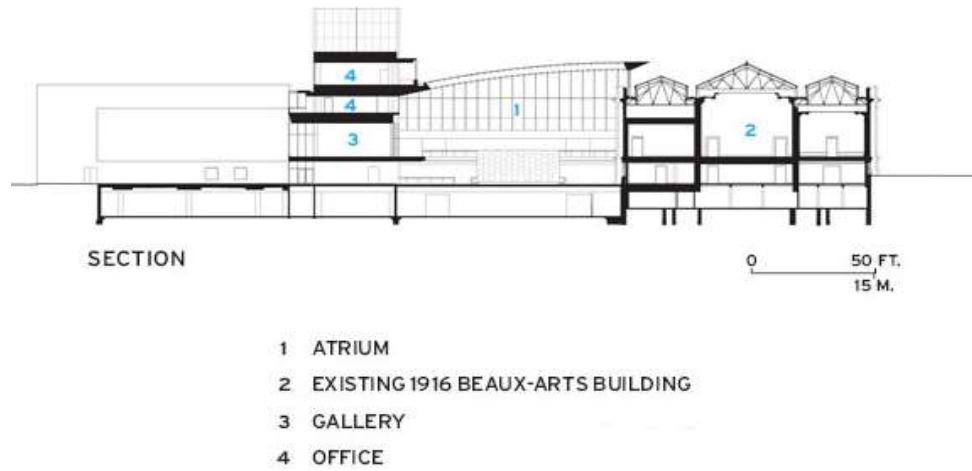 4
4
1
3
2
SECTION
0 50 FT.
15 M.
1 ATRIUM
2 EXISTING 1916 BEAUX-ARTS BUILDING
3 GALLERY
4 OFFICE